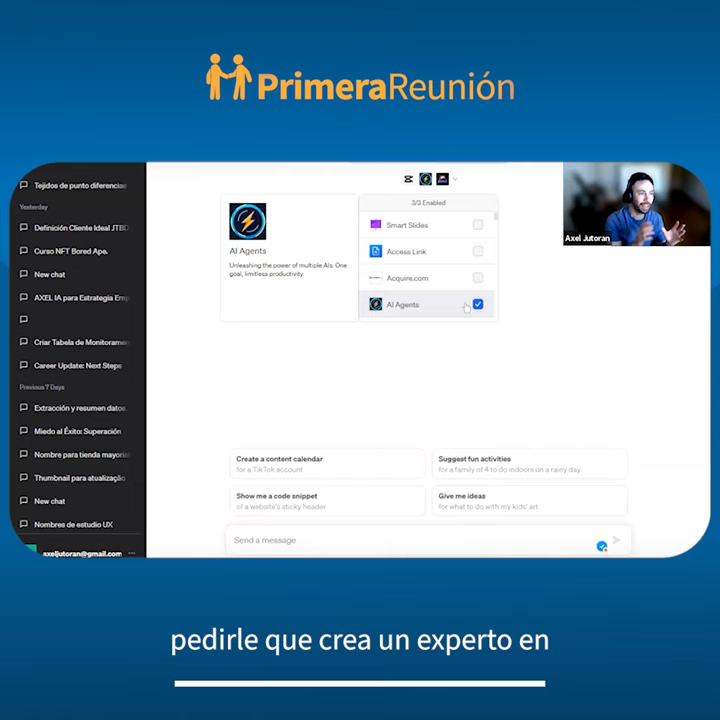 PrimeraReunión
Tejidos de punto diferencias
Yesterday
Definición Cliente Ideal JTBD
Curso NFT Bored Ape.
New chat
AXEL IA para Estrategia Emp
Criar Tabela de Monitoramen
Career Update: Next Steps
Previous 7 Days
Extracción y resumen datos.
Miedo al Éxito: Superación
Nombre para tienda mayoris
Thumbnail para atualização
New chat
Nombres de estudio UX
axeljutoran@gmail.com
...
AI Agents
Unleashing the power of multiple AIs: One
goal, limitless productivity.
3/3 Enabled
Smart Slides
Access Link
Acquire.com
AI Agents
Axel Jutoran
Create a content calendar
for a TikTok account
Suggest fun activities
for a family of 4 to do indoors on a rainy day
Show me a code snippet
of a website's sticky header
Give me ideas
for what to do with my kids' art
Send a message
pedirle que crea un experto en